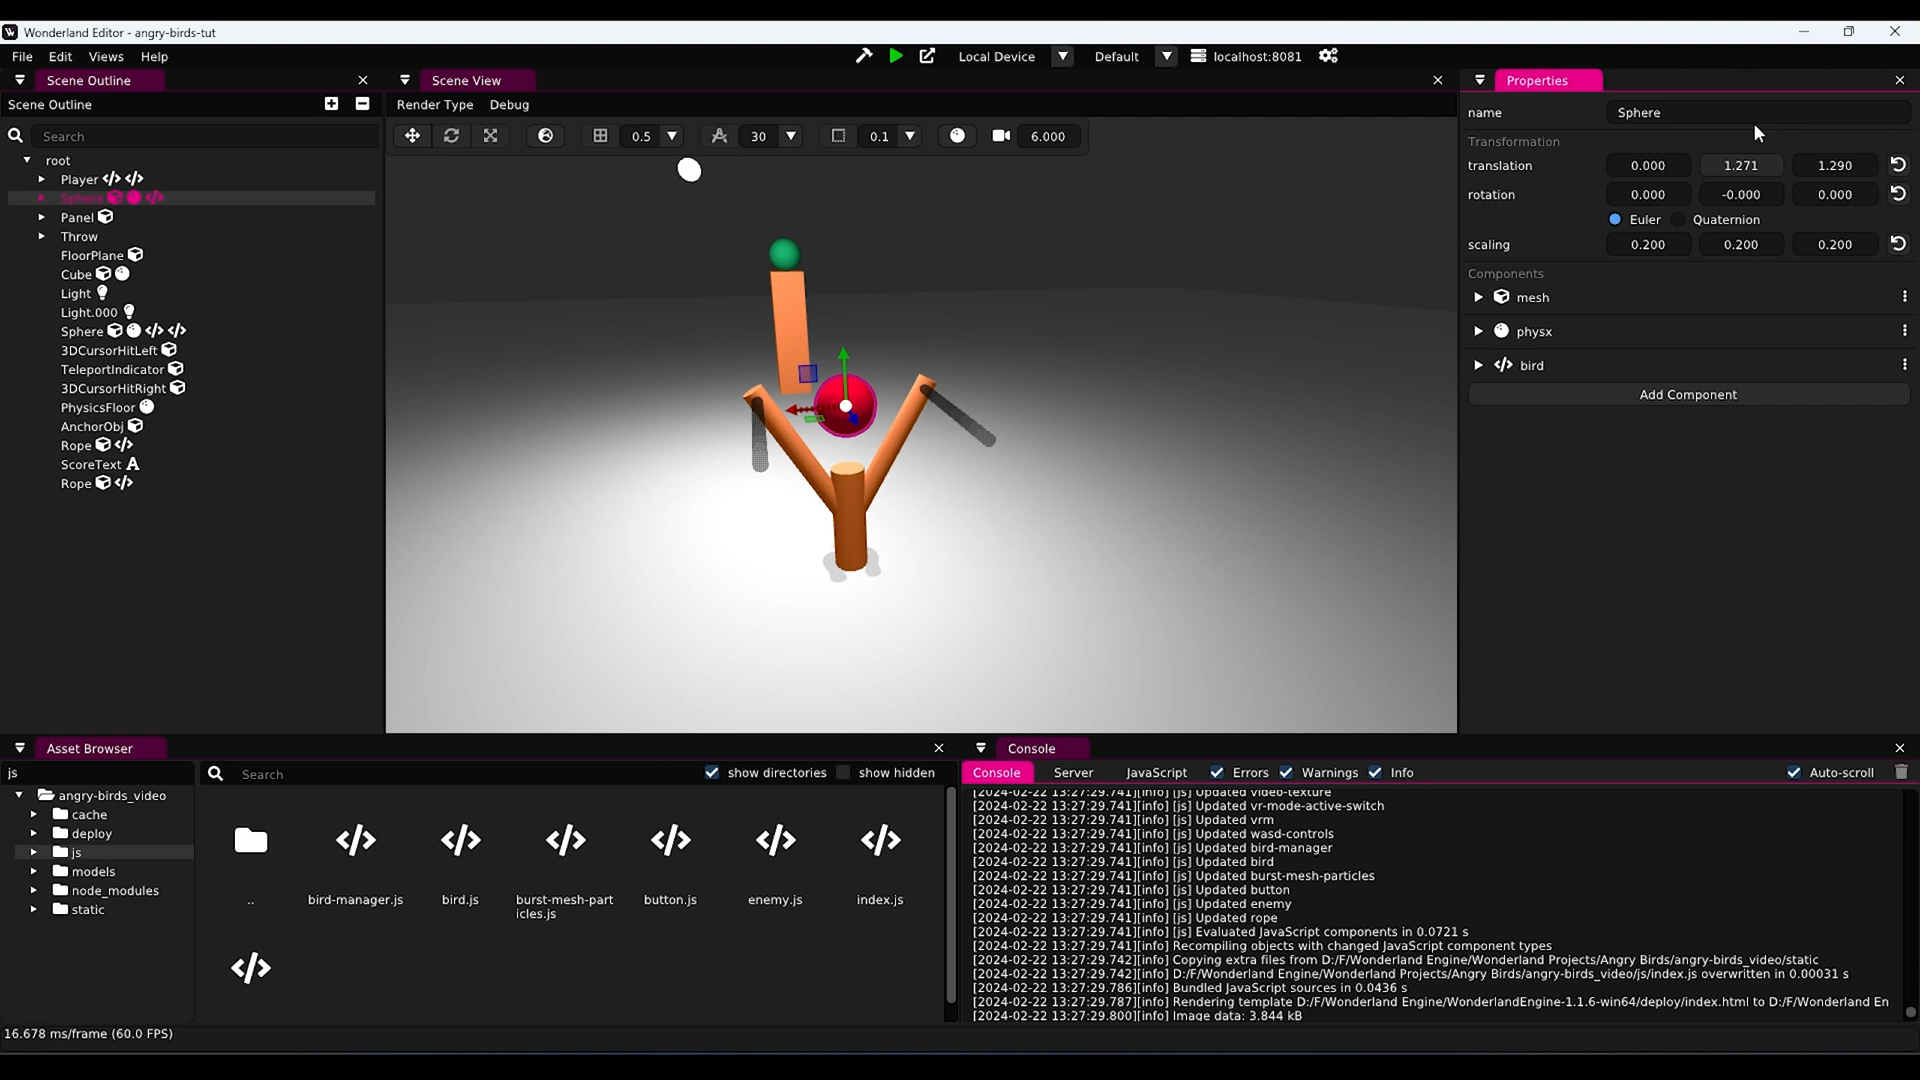 Wonderland Editor - angry-birds-tut
File Edit Views Help
Local Device Default localhost:8081
Scene Outline
Scene Outline
Search
root
Player
Sphere
Panel
Throw
FloorPlane
Cube
Light
Light.000
Sphere
3DCursorHitLeft
TeleportIndicator
3DCursorHitRight
PhysicsFloor
AnchorObj
Rope
ScoreText
Rope
Scene View
Render Type Debug
0.5 30 0.1 6.000
Properties
name Sphere
Transformation
translation 0.000 1.271 1.290
rotation 0.000 -0.000 0.000
Euler Quaternion
scaling 0.200 0.200 0.200
Components
mesh
physx
bird
Add Component
Asset Browser
js
Search show directories show hidden
angry-birds_video
cache
deploy
js
models
node_modules
static
..
bird-manager.js
bird.js
burst-mesh-part
icles.js
button.js
enemy.js
index.js
Console
Console Server JavaScript Errors Warnings Info Auto-scroll
[2024-02-22 13:27:29.741][info] [js] Updated video-texture
[2024-02-22 13:27:29.741][info] [js] Updated vr-mode-active-switch
[2024-02-22 13:27:29.741][info] [js] Updated vrm
[2024-02-22 13:27:29.741][info] [js] Updated wasd-controls
[2024-02-22 13:27:29.741][info] [js] Updated bird-manager
[2024-02-22 13:27:29.741][info] [js] Updated bird
[2024-02-22 13:27:29.741][info] [js] Updated burst-mesh-particles
[2024-02-22 13:27:29.741][info] [js] Updated button
[2024-02-22 13:27:29.741][info] [js] Updated enemy
[2024-02-22 13:27:29.741][info] [js] Updated rope
[2024-02-22 13:27:29.741][info] [js] Evaluated JavaScript components in 0.0721 s
[2024-02-22 13:27:29.741][info] Recompiling objects with changed JavaScript component types
[2024-02-22 13:27:29.742][info] Copying extra files from D:/F/Wonderland Engine/Wonderland Projects/Angry Birds/angry-birds_video/static
[2024-02-22 13:27:29.742][info] D:/F/Wonderland Engine/Wonderland Projects/Angry Birds/angry-birds_video/js/index.js overwritten in 0.00031 s
[2024-02-22 13:27:29.786][info] Bundled JavaScript sources in 0.0436 s
[2024-02-22 13:27:29.787][info] Rendering template D:/F/Wonderland Engine/WonderlandEngine-1.1.6-win64/deploy/index.html to D:/F/Wonderland En
[2024-02-22 13:27:29.800][info] Image data: 3.844 kB
16.678 ms/frame (60.0 FPS)